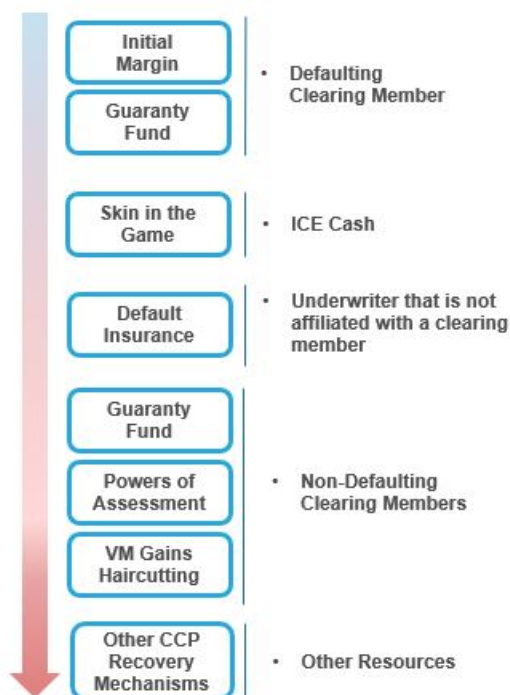 Initial
Margin
Guaranty
Fund
• Defaulting
Clearing Member
Skin in the
Game
• ICE Cash
Default
Insurance
• Underwriter that is not
affiliated with a clearing
member
Guaranty
Fund
Powers of
Assessment
VM Gains
Haircutting
• Non-Defaulting
Clearing Members
Other CCP
Recovery
Mechanisms
• Other Resources